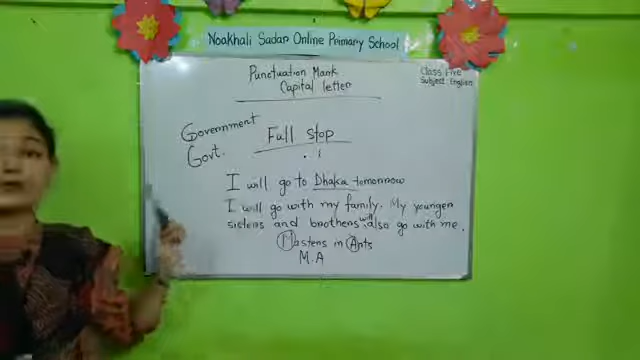 Noakhali Sadar Online Primary School
Punctuation Mark
Capital letter
Class Five
Subject: English
Government
Govt.
Full stop
. |
I will go to Dhaka tomorrow
I will go with my family. My younger
sisters and brothers will also go with me.
Masters in Arts
M.A